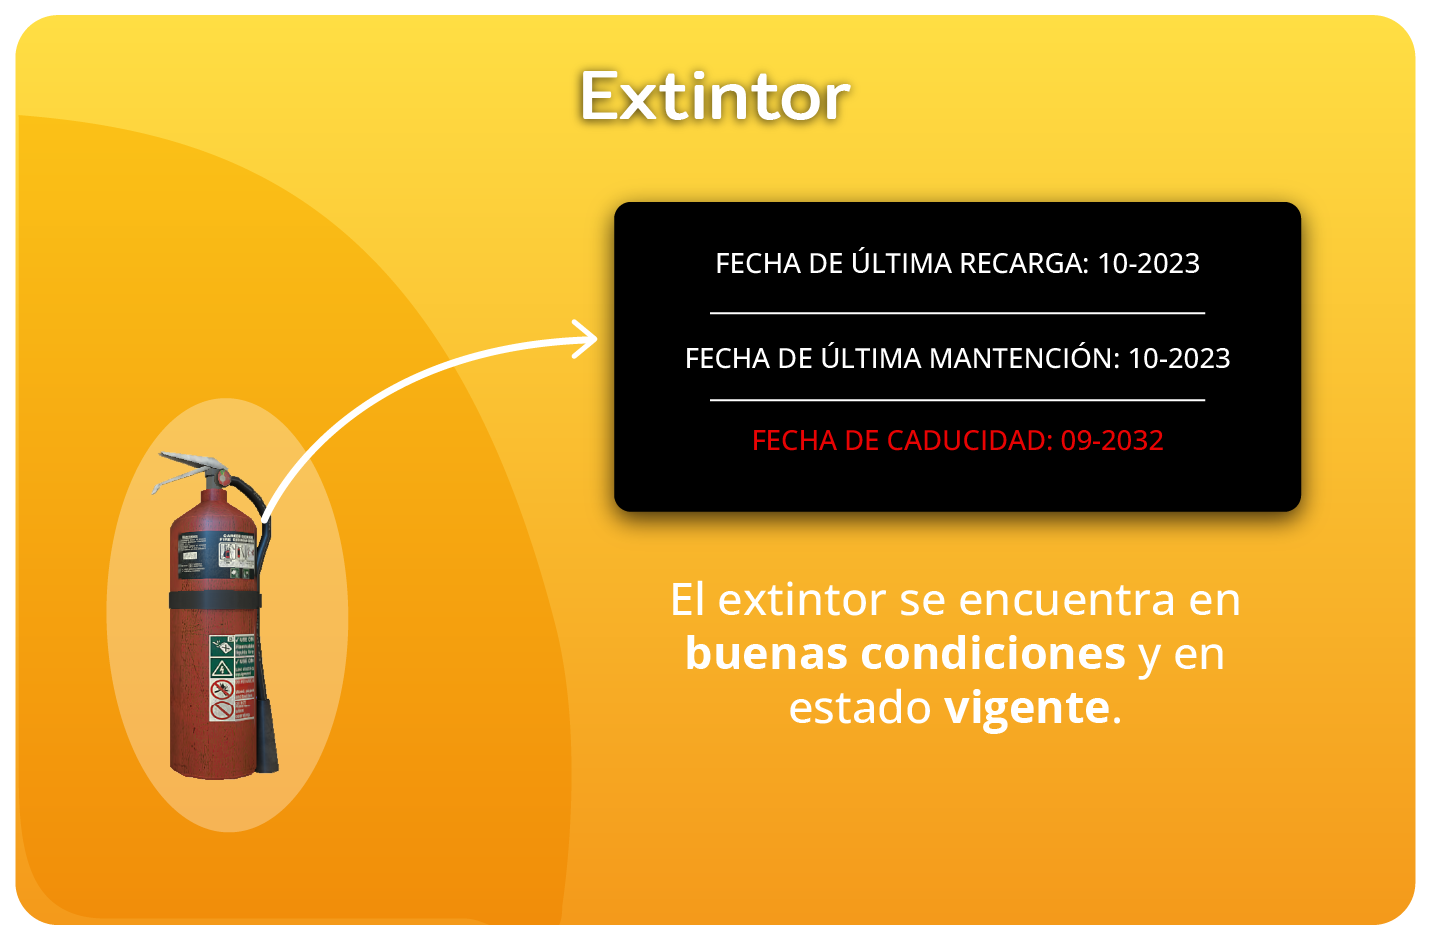 Extintor
FECHA DE ÚLTIMA RECARGA: 10-2023
FECHA DE ÚLTIMA MANTENCIÓN: 10-2023
FECHA DE CADUCIDAD: 09-2032
El extintor se encuentra en
buenas condiciones y en
estado vigente.